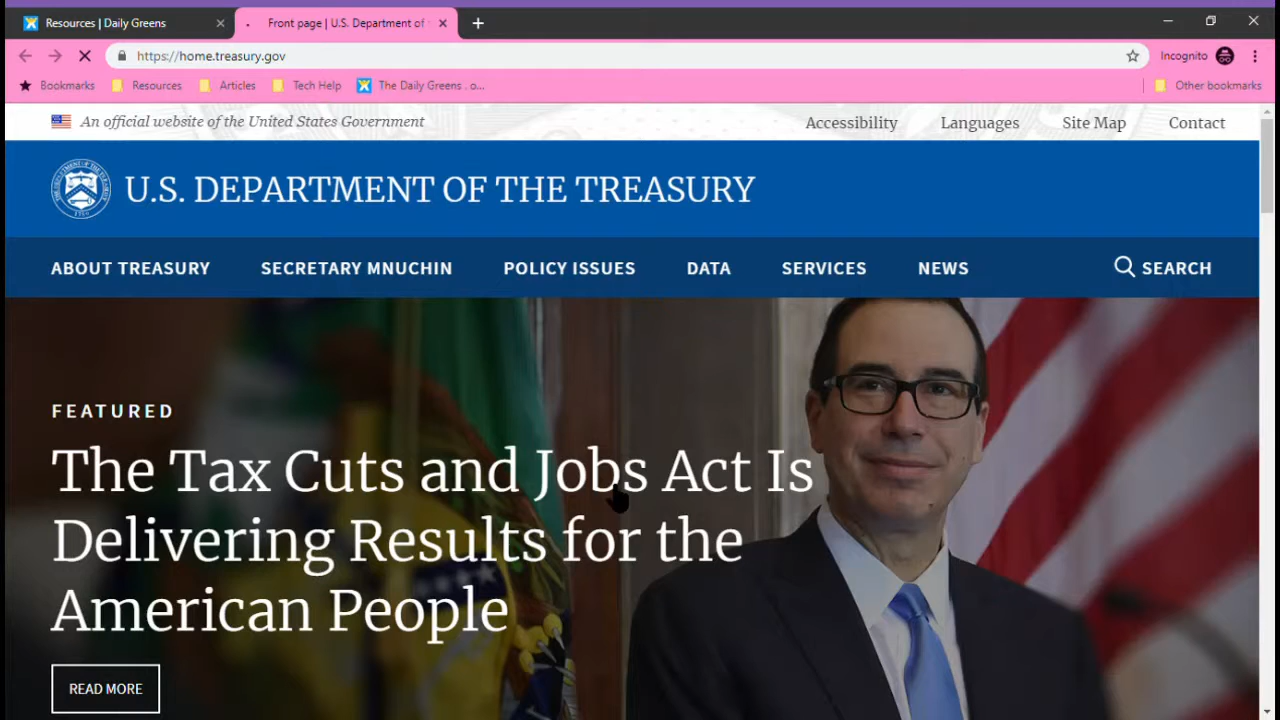 Resources | Daily Greens
Front page | U.S. Department of
https://home.treasury.gov
Incognito
Bookmarks
Resources
Articles
Tech Help
The Daily Greens . o...
Other bookmarks
An official website of the United States Government
Accessibility
Languages
Site Map
Contact
U.S. DEPARTMENT OF THE TREASURY
ABOUT TREASURY
SECRETARY MNUCHIN
POLICY ISSUES
DATA
SERVICES
NEWS
SEARCH
FEATURED
The Tax Cuts and Jobs Act Is
Delivering Results for the
American People
READ MORE